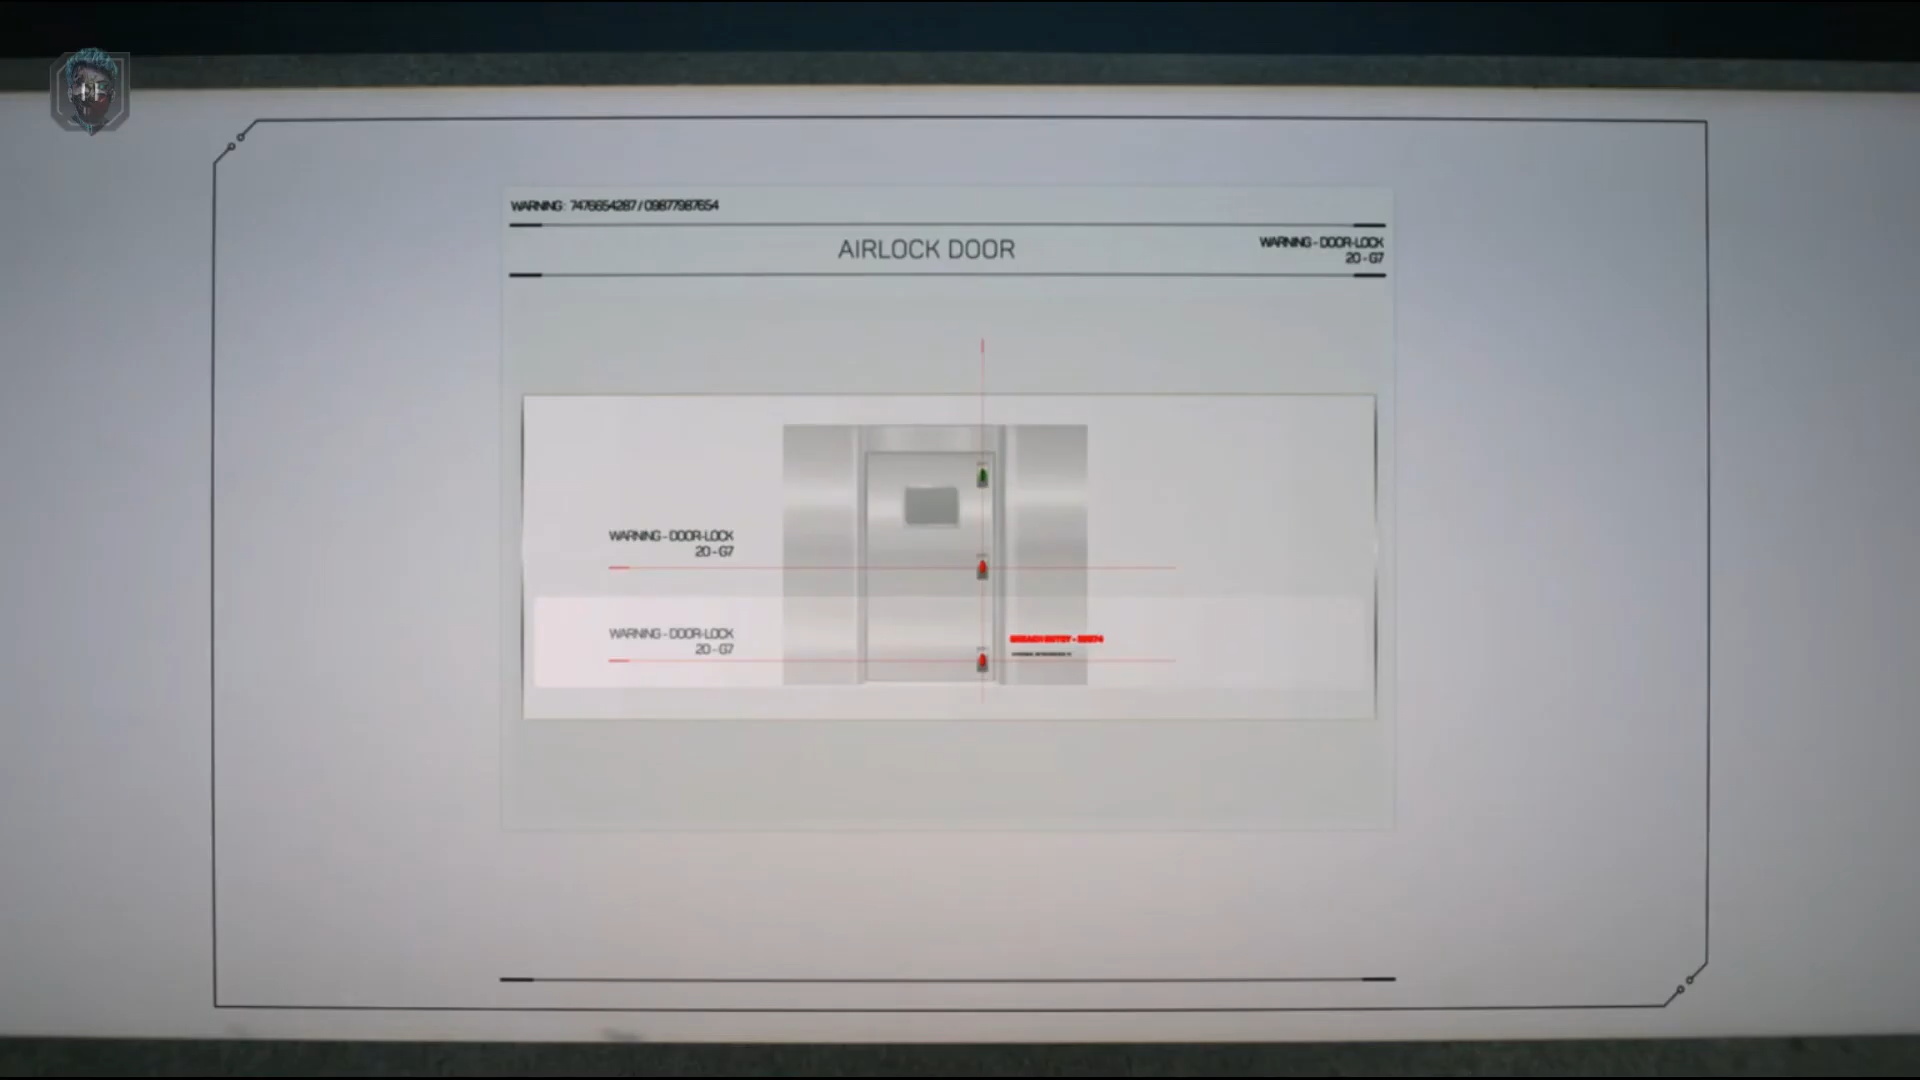 WARNING: 7476654287 / 09877987654
AIRLOCK DOOR
WARNING - DOOR-LOCK
20 - G7
WARNING - DOOR-LOCK
20 - G7
WARNING - DOOR-LOCK
20 - G7